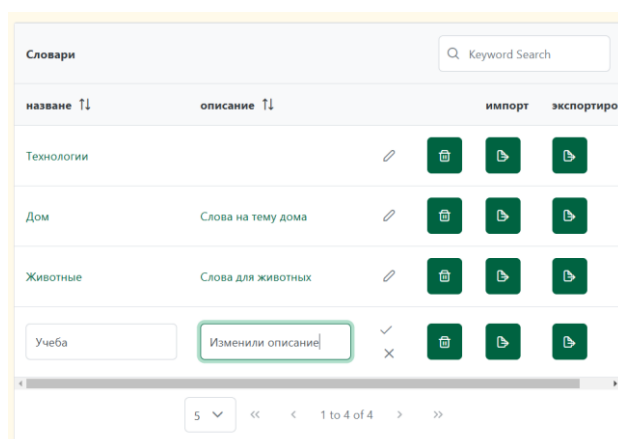 Словари
Keyword Search
назване описание импорт экспортиро
Технологии
Дом Слова на тему дома
Животные Слова для животных
Учеба Изменили описание
5 1 to 4 of 4